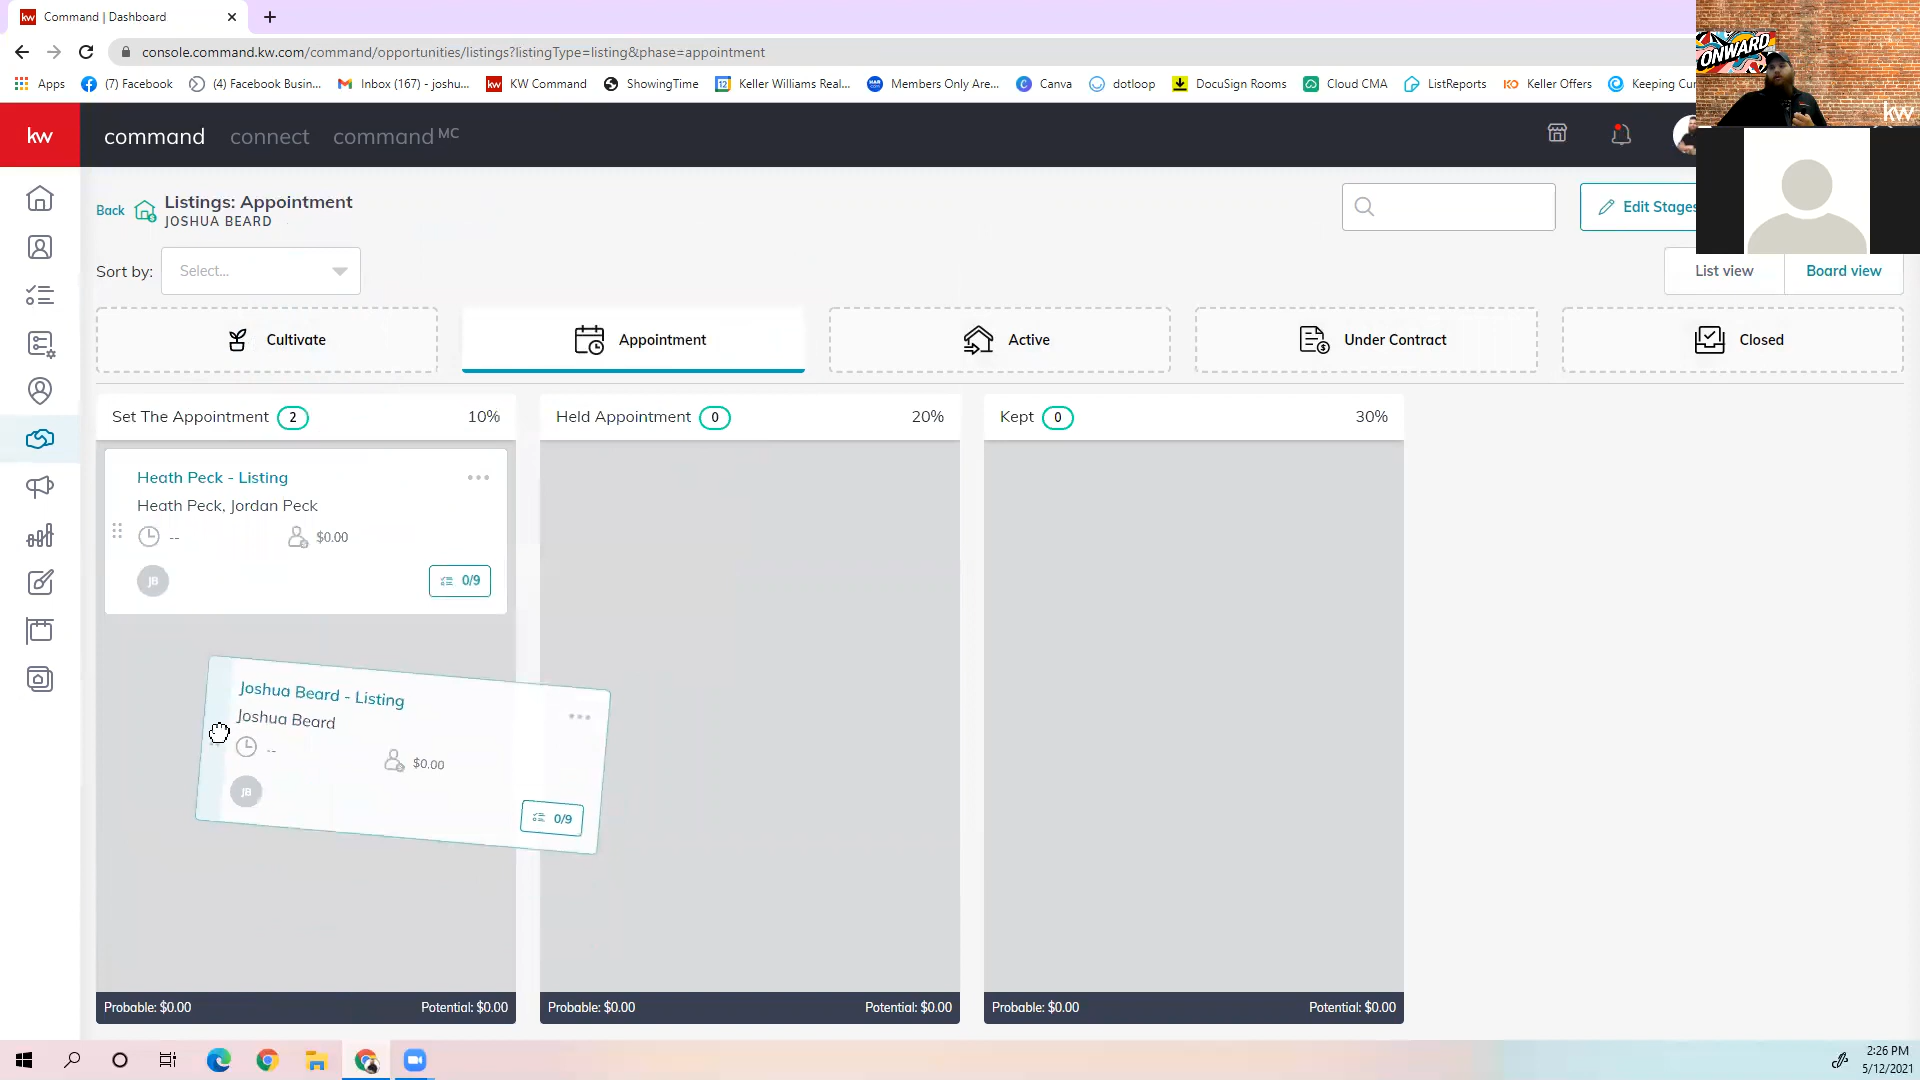 kw Command | Dashboard
console.command.kw.com/command/opportunities/listings?listingType=listing&phase=appointment
Apps (7) Facebook (4) Facebook Busin... Inbox (167) - joshu... kw KW Command ShowingTime 12 Keller Williams Real... Members Only Are... Canva dotloop DocuSign Rooms Cloud CMA ListReports KO Keller Offers Keeping Cu
ONWARD
kw
kw command connect command MC
Back Listings: Appointment
JOSHUA BEARD
Edit Stages
Sort by: Select...
List view Board view
Cultivate Appointment Active Under Contract Closed
Set The Appointment 2 10% Held Appointment 0 20% Kept 0 30%
Heath Peck - Listing
Heath Peck, Jordan Peck
-- $0.00
JB 0/9
Joshua Beard - Listing
Joshua Beard
-- $0.00
JB 0/9
Probable: $0.00 Potential: $0.00 Probable: $0.00 Potential: $0.00 Probable: $0.00 Potential: $0.00
2:26 PM
5/12/2021